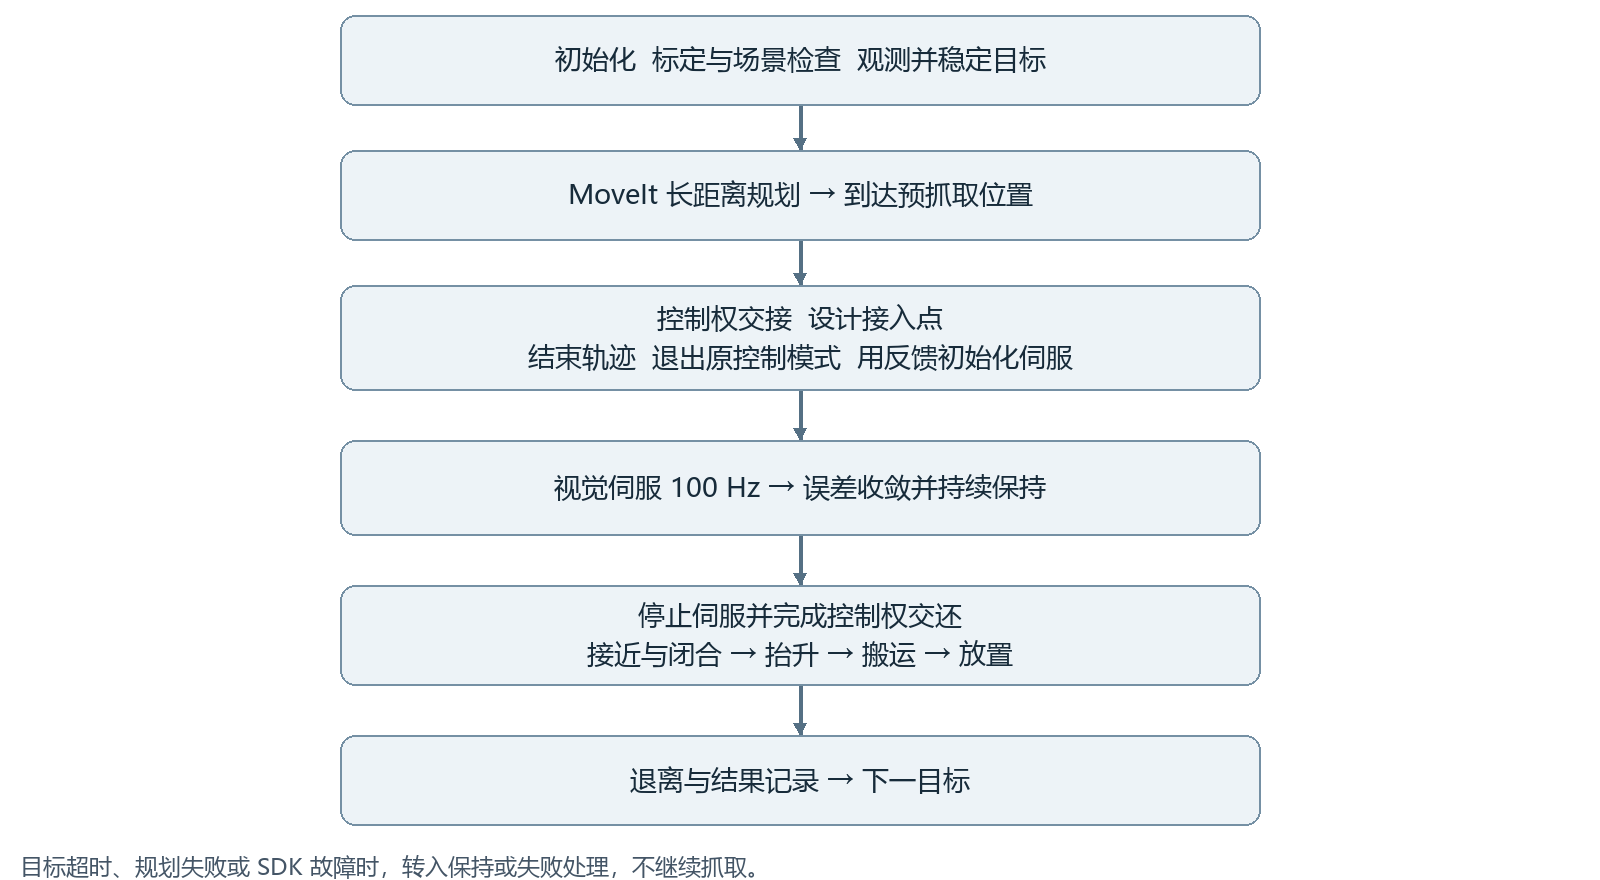 初始化 标定与场景检查 观测并稳定目标
MoveIt 长距离规划 → 到达预抓取位置
控制权交接 设计接入点
结束轨迹 退出原控制模式 用反馈初始化伺服
视觉伺服 100 Hz → 误差收敛并持续保持
停止伺服并完成控制权交还
接近与闭合 → 抬升 → 搬运 → 放置
退离与结果记录 → 下一目标
目标超时、规划失败或 SDK 故障时，转入保持或失败处理，不继续抓取。